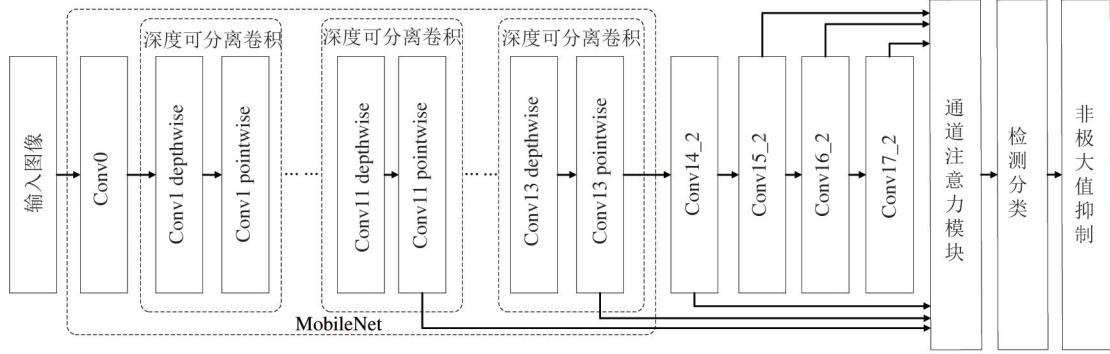 深度可分离卷积
深度可分离卷积
深度可分离卷积
输入图像
Conv0
Conv1 depthwise
Conv1 pointwise
……
Conv11 depthwise
Conv11 pointwise
……
Conv13 depthwise
Conv13 pointwise
Conv14_2
Conv15_2
Conv16_2
Conv17_2
通道注意力模块
检测分类
非极大值抑制
MobileNet